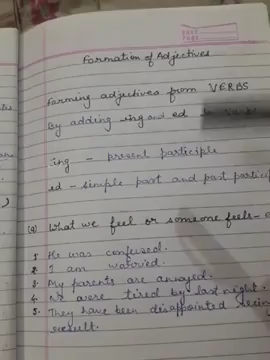 Formation of Adjectives
Forming adjectives from VERBS
By adding -ing and ed
ing - present participle
ed - simple past and past partici
(a) What we feel or someone feels-
1. He was confused.
2. I am worried.
3. My parents are annoyed.
4. We were tired by last night.
5. They have been disappointed
result.